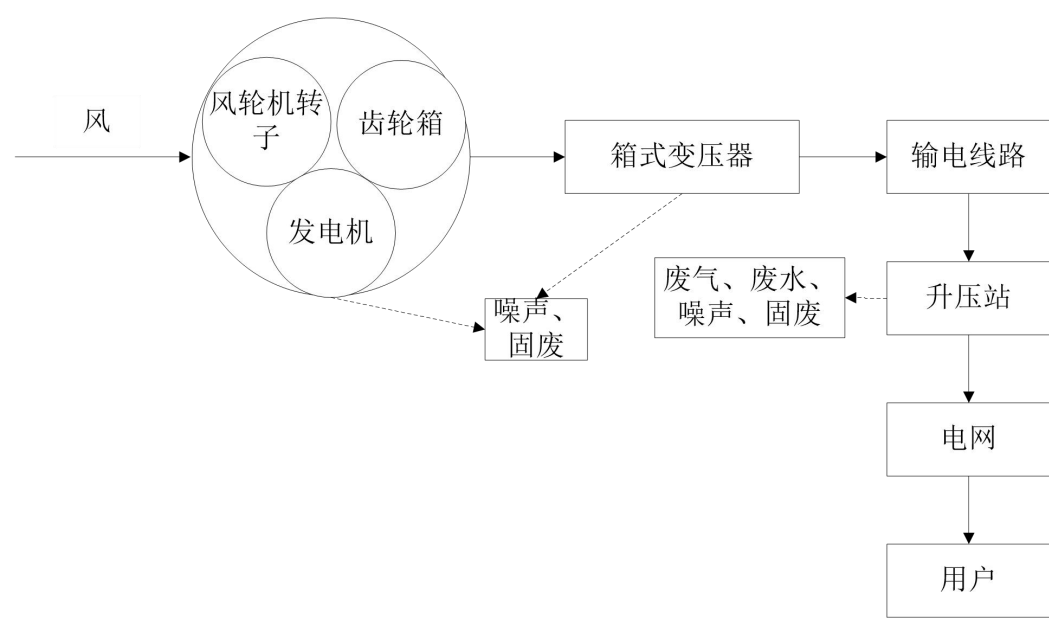 风
风轮机转
子
齿轮箱
发电机
箱式变压器
输电线路
噪声、
固废
废气、废水、
噪声、固废
升压站
电网
用户